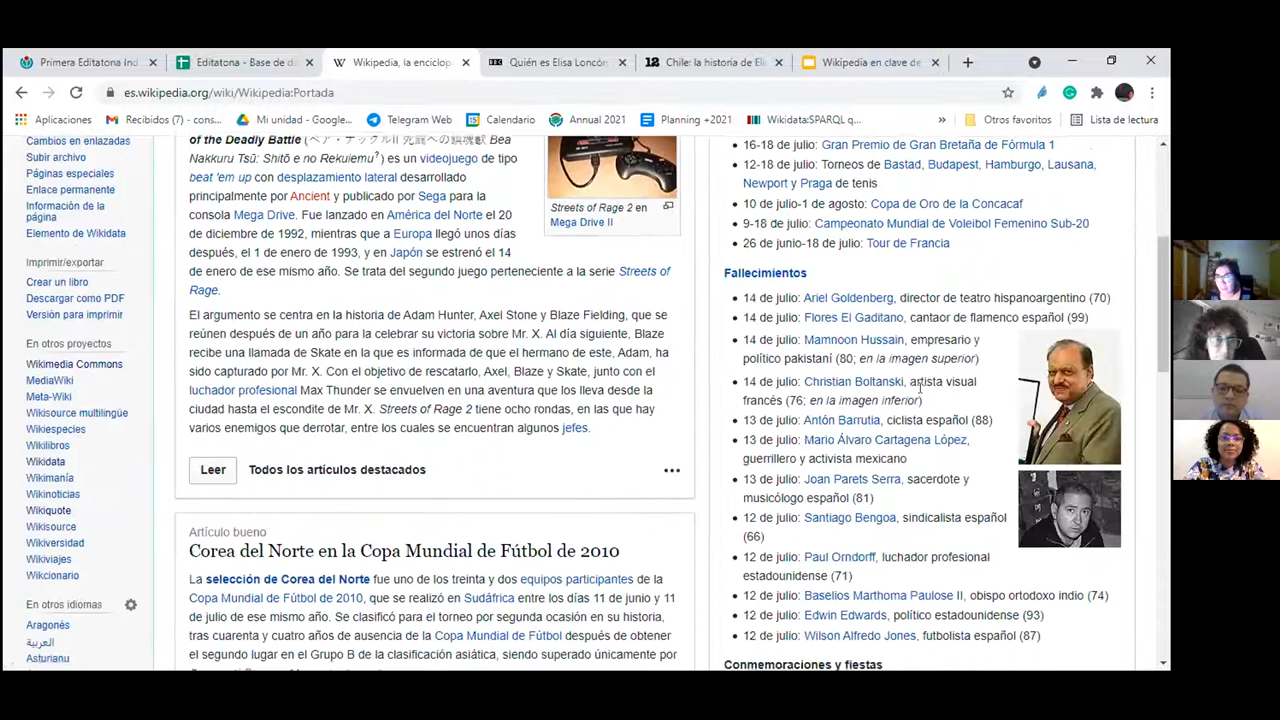 Primera Editatona Ind
Editatona - Base de da
Wikipedia, la enciclop
Quién es Elisa Loncón
Chile: la historia de Eli
Wikipedia en clave de
es.wikipedia.org/wiki/Wikipedia:Portada
Aplicaciones
Recibidos (7) - cons...
Mi unidad - Google...
Telegram Web
Calendario
Annual 2021
Planning +2021
Wikidata:SPARQL q...
»
Otros favoritos
Lista de lectura
Cambios en enlazadas
Subir archivo
Páginas especiales
Enlace permanente
Información de la
página
Elemento de Wikidata
Imprimir/exportar
Crear un libro
Descargar como PDF
Versión para imprimir
En otros proyectos
Wikimedia Commons
MediaWiki
Meta-Wiki
Wikisource multilingüe
Wikiespecies
Wikilibros
Wikidata
Wikimanía
Wikinoticias
Wikiquote
Wikisource
Wikiversidad
Wikiviajes
Wikcionario
En otros idiomas
Aragonés
العربية
Asturianu
of the Deadly Battle (ベア・ナックルII 死闘への鎮魂歌 Bea
Nakkuru Tsū: Shitō e no Rekuiemu?) es un videojuego de tipo
beat 'em up con desplazamiento lateral desarrollado
principalmente por Ancient y publicado por Sega para la
consola Mega Drive. Fue lanzado en América del Norte el 20
de diciembre de 1992, mientras que a Europa llegó unos días
después, el 1 de enero de 1993, y en Japón se estrenó el 14
de enero de ese mismo año. Se trata del segundo juego perteneciente a la serie Streets of
Rage.
Streets of Rage 2 en
Mega Drive II
El argumento se centra en la historia de Adam Hunter, Axel Stone y Blaze Fielding, que se
reúnen después de un año para la celebrar su victoria sobre Mr. X. Al día siguiente, Blaze
recibe una llamada de Skate en la que es informada de que el hermano de este, Adam, ha
sido capturado por Mr. X. Con el objetivo de rescatarlo, Axel, Blaze y Skate, junto con el
luchador profesional Max Thunder se envuelven en una aventura que los lleva desde la
ciudad hasta el escondite de Mr. X. Streets of Rage 2 tiene ocho rondas, en las que hay
varios enemigos que derrotar, entre los cuales se encuentran algunos jefes.
Leer
Todos los artículos destacados
Artículo bueno
Corea del Norte en la Copa Mundial de Fútbol de 2010
La selección de Corea del Norte fue uno de los treinta y dos equipos participantes de la
Copa Mundial de Fútbol de 2010, que se realizó en Sudáfrica entre los días 11 de junio y 11
de julio de ese mismo año. Se clasificó para el torneo por segunda ocasión en su historia,
tras cuarenta y cuatro años de ausencia de la Copa Mundial de Fútbol después de obtener
el segundo lugar en el Grupo B de la clasificación asiática, siendo superado únicamente por
16-18 de julio: Gran Premio de Gran Bretaña de Fórmula 1
12-18 de julio: Torneos de Bastad, Budapest, Hamburgo, Lausana,
Newport y Praga de tenis
10 de julio-1 de agosto: Copa de Oro de la Concacaf
9-18 de julio: Campeonato Mundial de Voleibol Femenino Sub-20
26 de junio-18 de julio: Tour de Francia
Fallecimientos
14 de julio: Ariel Goldenberg, director de teatro hispanoargentino (70)
14 de julio: Flores El Gaditano, cantaor de flamenco español (99)
14 de julio: Mamnoon Hussain, empresario y
político pakistaní (80; en la imagen superior)
14 de julio: Christian Boltanski, artista visual
francés (76; en la imagen inferior)
13 de julio: Antón Barrutia, ciclista español (88)
13 de julio: Mario Álvaro Cartagena López,
guerrillero y activista mexicano
13 de julio: Joan Parets Serra, sacerdote y
musicólogo español (81)
12 de julio: Santiago Bengoa, sindicalista español
(66)
12 de julio: Paul Orndorff, luchador profesional
estadounidense (71)
12 de julio: Baselios Marthoma Paulose II, obispo ortodoxo indio (74)
12 de julio: Edwin Edwards, político estadounidense (93)
12 de julio: Wilson Alfredo Jones, futbolista español (87)
Conmemoraciones y fiestas